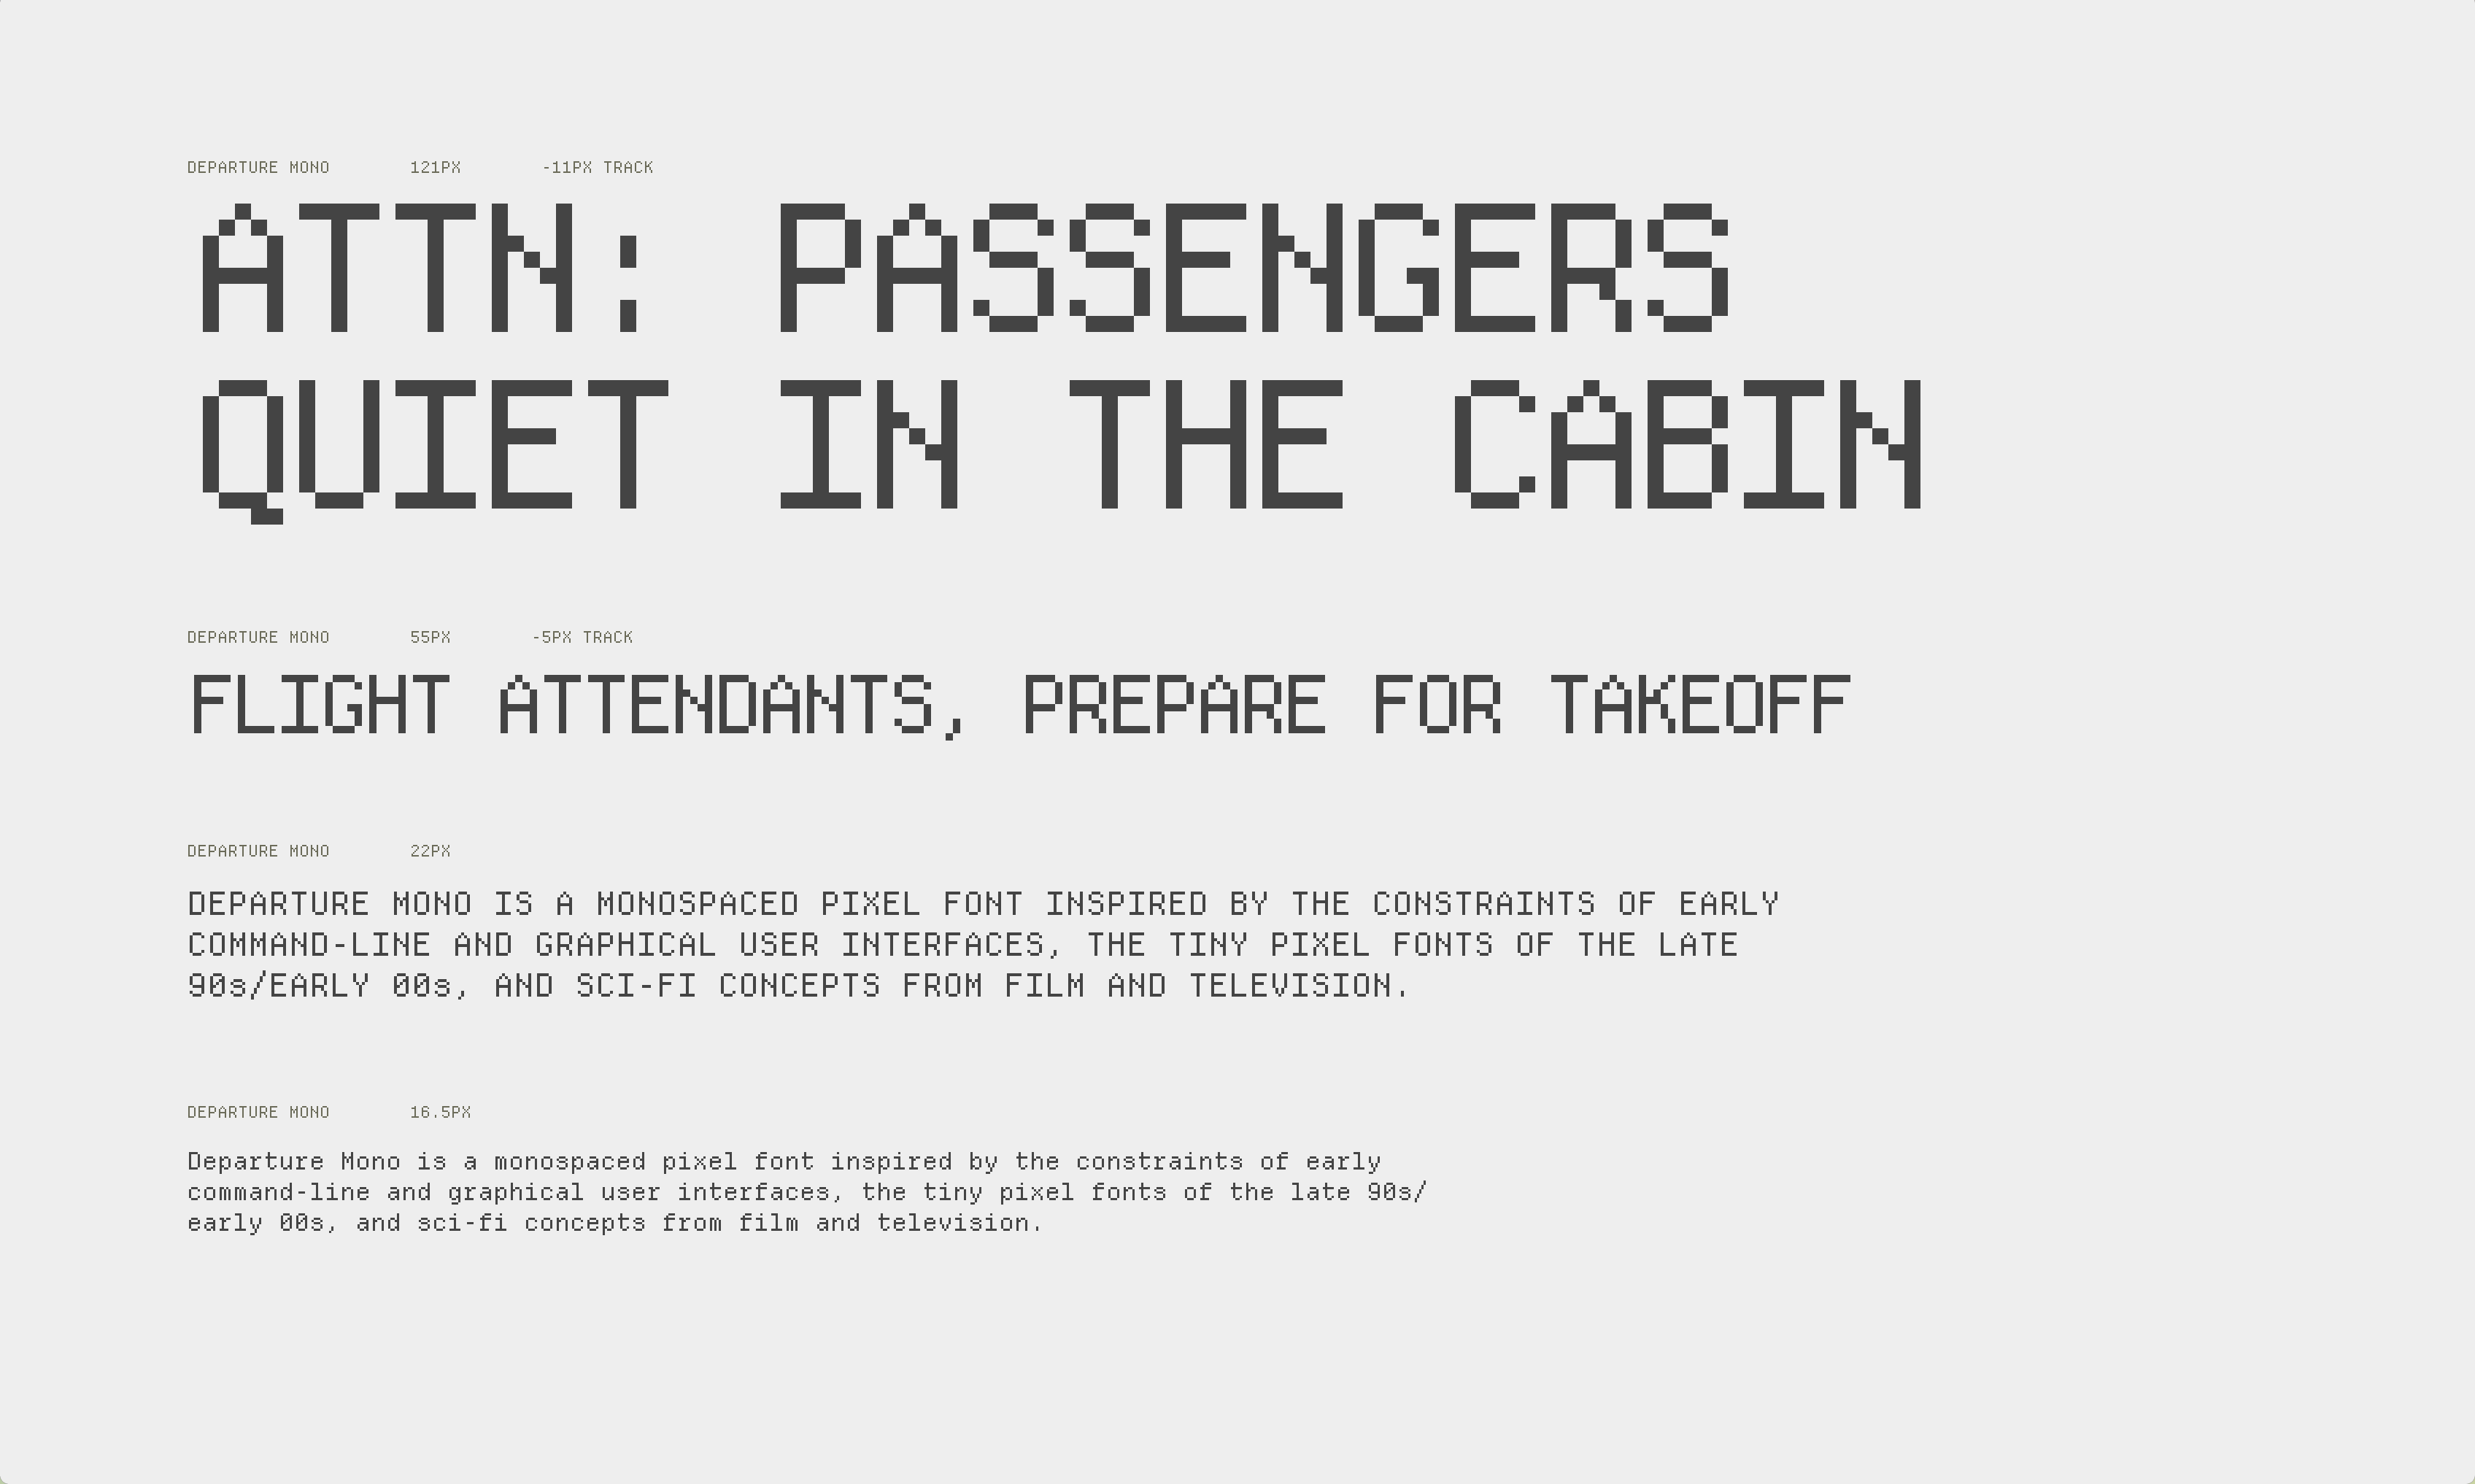 DEPARTURE MONO 121PX -11PX TRACK
ATTN: PASSENGERS
QUIET IN THE CABIN
DEPARTURE MONO 55PX -5PX TRACK
FLIGHT ATTENDANTS, PREPARE FOR TAKEOFF
DEPARTURE MONO 22PX
DEPARTURE MONO IS A MONOSPACED PIXEL FONT INSPIRED BY THE CONSTRAINTS OF EARLY
COMMAND-LINE AND GRAPHICAL USER INTERFACES, THE TINY PIXEL FONTS OF THE LATE
90s/EARLY 00s, AND SCI-FI CONCEPTS FROM FILM AND TELEVISION.
DEPARTURE MONO 16.5PX
Departure Mono is a monospaced pixel font inspired by the constraints of early
command-line and graphical user interfaces, the tiny pixel fonts of the late 90s/
early 00s, and sci-fi concepts from film and television.